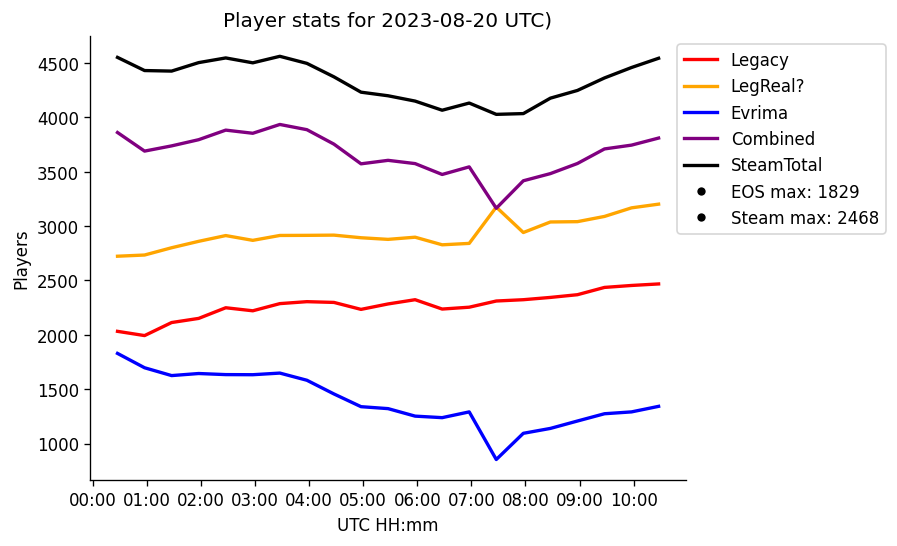 Player stats for 2023-08-20 UTC)
Legacy
LegReal?
Evrima
Combined
SteamTotal
EOS max: 1829
Steam max: 2468
Players
4500
4000
3500
3000
2500
2000
1500
1000
00:00 01:00 02:00 03:00 04:00 05:00 06:00 07:00 08:00 09:00 10:00
UTC HH:mm